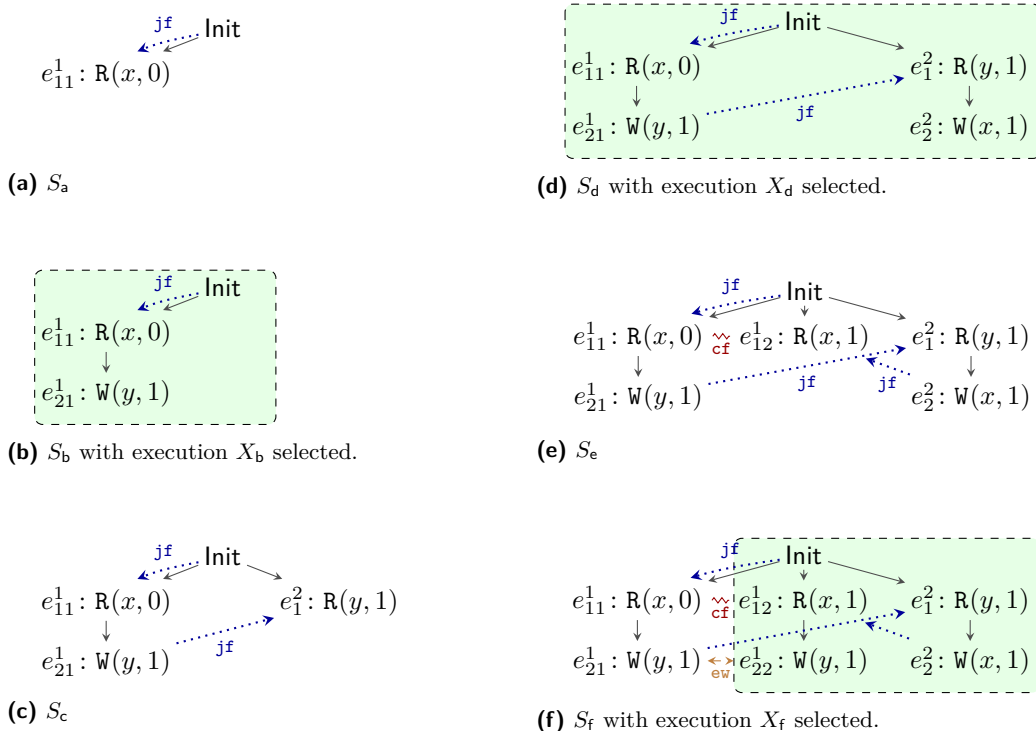 jf Init
e¹₁₁: R(x, 0)
(a) Sₐ
jf Init
e¹₁₁: R(x, 0)
e¹₂₁: W(y, 1)
(b) S_b with execution X_b selected.
jf Init
e¹₁₁: R(x, 0) e²₁: R(y, 1)
e¹₂₁: W(y, 1) jf
(c) S_c
jf Init
e¹₁₁: R(x, 0) e²₁: R(y, 1)
e¹₂₁: W(y, 1) jf e²₂: W(x, 1)
(d) S_d with execution X_d selected.
jf Init
e¹₁₁: R(x, 0) cf e¹₁₂: R(x, 1) e²₁: R(y, 1)
e¹₂₁: W(y, 1) jf jf e²₂: W(x, 1)
(e) Sₑ
jf Init
e¹₁₁: R(x, 0) cf e¹₁₂: R(x, 1) e²₁: R(y, 1)
e¹₂₁: W(y, 1) ew e¹₂₂: W(y, 1) e²₂: W(x, 1)
(f) S_f with execution X_f selected.